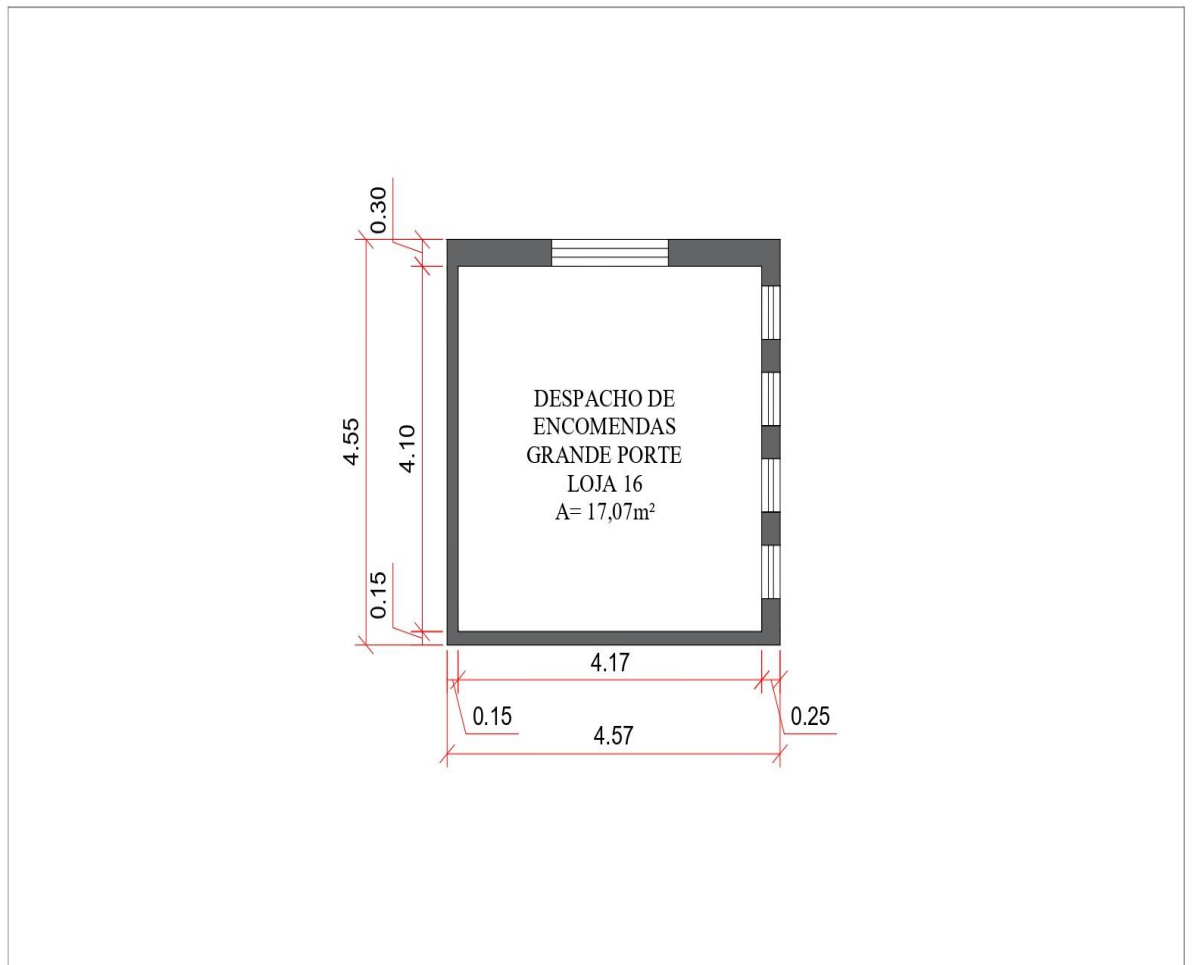 0.30
4.55
4.10
DESPACHO DE
ENCOMENDAS
GRANDE PORTE
LOJA 16
A= 17,07m²
0.15
4.17
0.15
0.25
4.57